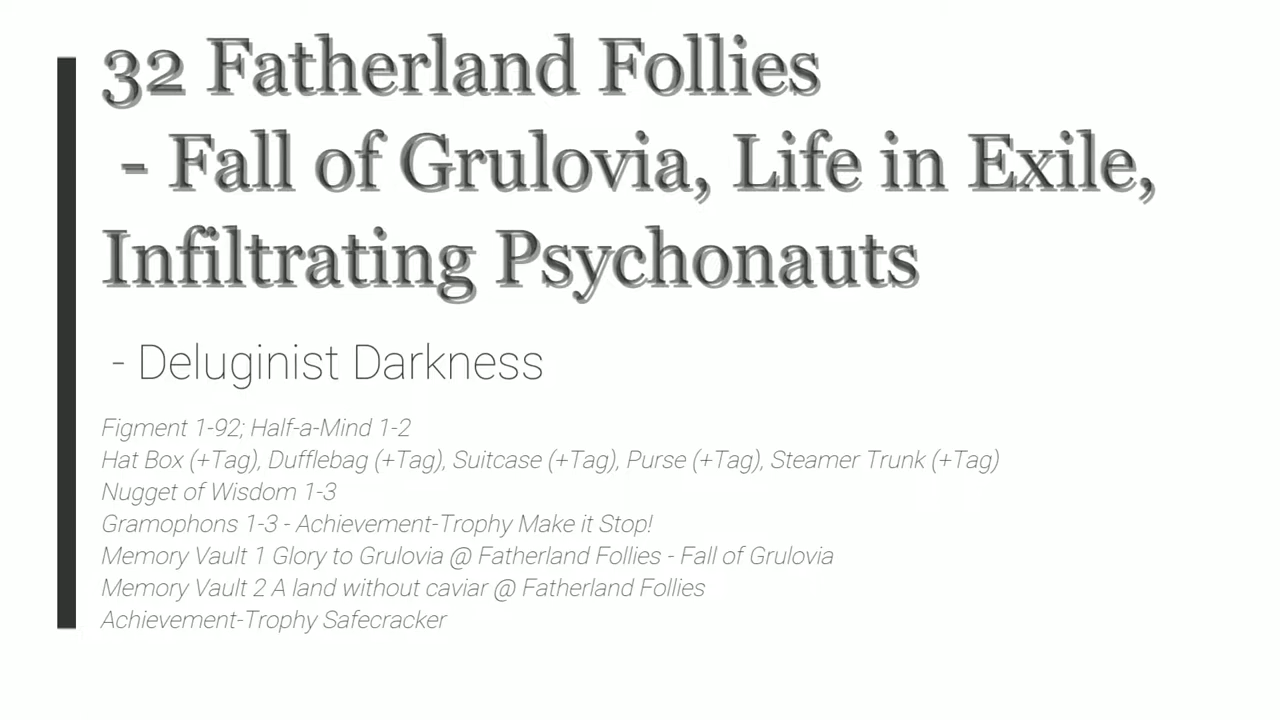 32 Fatherland Follies
- Fall of Grulovia, Life in Exile,
Infiltrating Psychonauts
- Deluginist Darkness
Figment 1-92; Half-a-Mind 1-2
Hat Box (+Tag), Dufflebag (+Tag), Suitcase (+Tag), Purse (+Tag), Steamer Trunk (+Tag)
Nugget of Wisdom 1-3
Gramophons 1-3 - Achievement-Trophy Make it Stop!
Memory Vault 1 Glory to Grulovia @ Fatherland Follies - Fall of Grulovia
Memory Vault 2 A land without caviar @ Fatherland Follies
Achievement-Trophy Safecracker